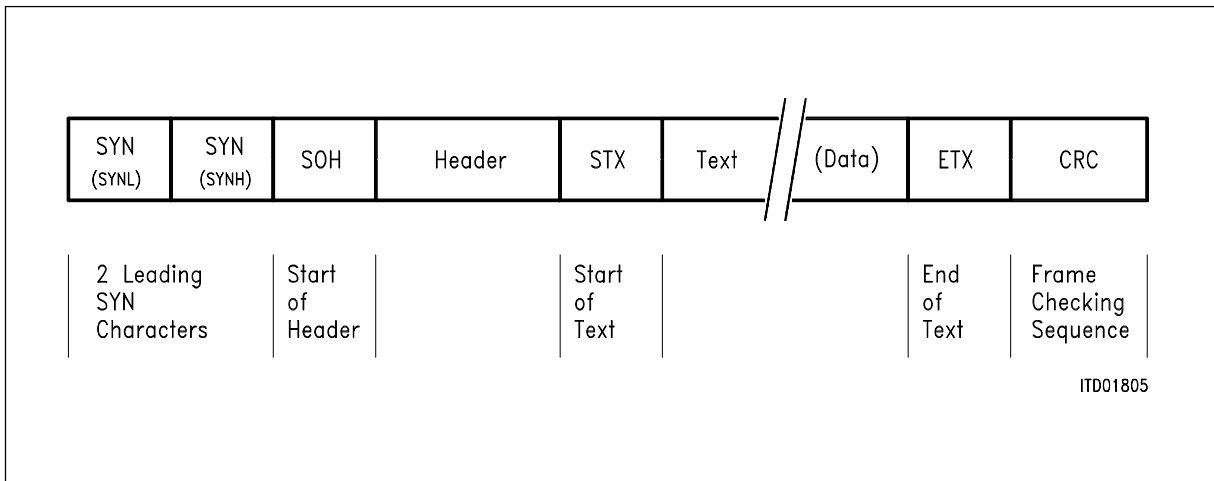 SYN
(SYNL)
SYN
(SYNH)
SOH
Header
STX
Text
(Data)
ETX
CRC
2 Leading
SYN
Characters
Start
of
Header
Start
of
Text
End
of
Text
Frame
Checking
Sequence
ITD01805